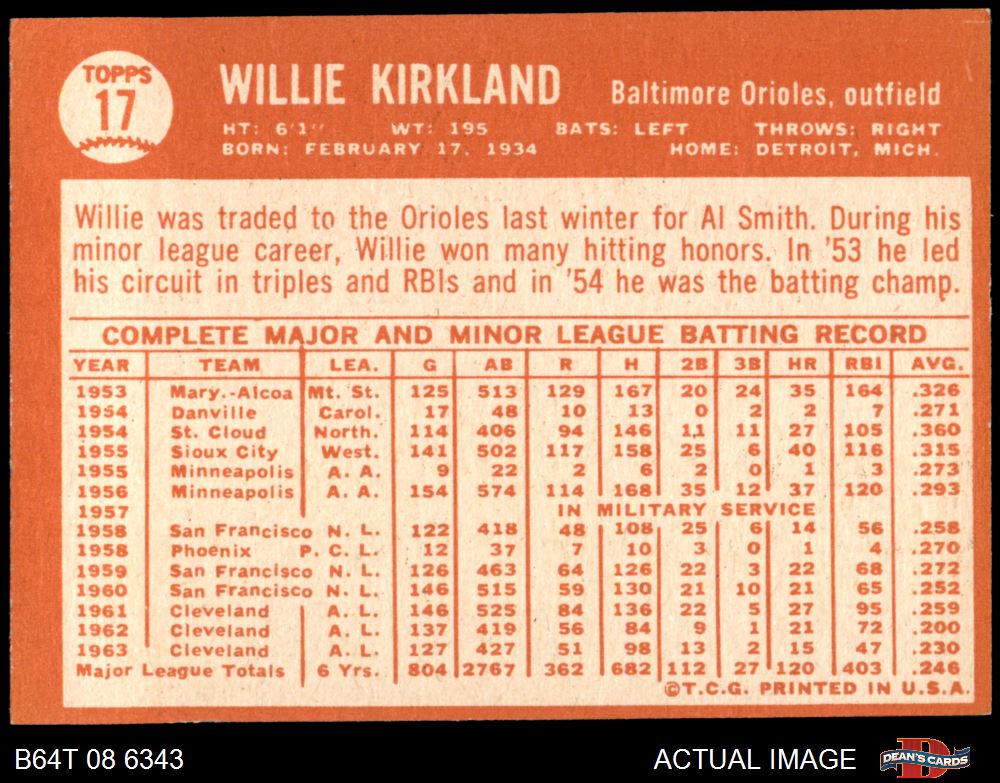 TOPPS
17
WILLIE KIRKLAND Baltimore Orioles, outfield
HT: 6'1" WT: 195 BATS: LEFT THROWS: RIGHT
BORN: FEBRUARY 17, 1934 HOME: DETROIT, MICH.
Willie was traded to the Orioles last winter for Al Smith. During his
minor league career, Willie won many hitting honors. In '53 he led
his circuit in triples and RBIs and in '54 he was the batting champ.
COMPLETE MAJOR AND MINOR LEAGUE BATTING RECORD
YEAR TEAM LEA. G AB R H 2B 3B HR RBI AVG.
1953 Mary.-Alcoa Mt. St. 125 513 129 167 20 24 35 164 .326
1954 Danville Carol. 17 48 10 13 0 2 2 7 .271
1954 St. Cloud North. 114 406 94 146 11 11 27 105 .360
1955 Sioux City West. 141 502 117 158 25 6 40 116 .315
1955 Minneapolis A. A. 9 22 2 6 2 0 1 3 .273
1956 Minneapolis A. A. 154 574 114 168 35 12 37 120 .293
1957 IN MILITARY SERVICE
1958 San Francisco N. L. 122 418 48 108 25 6 14 56 .258
1958 Phoenix P. C. L. 12 37 7 10 3 0 1 4 .270
1959 San Francisco N. L. 126 463 64 126 22 3 22 68 .272
1960 San Francisco N. L. 146 515 59 130 21 10 21 65 .252
1961 Cleveland A. L. 146 525 84 136 22 5 27 95 .259
1962 Cleveland A. L. 137 419 56 84 9 1 21 72 .200
1963 Cleveland A. L. 127 427 51 98 13 2 15 47 .230
Major League Totals 6 Yrs. 804 2767 362 682 112 27 120 403 .246
©T.C.G. PRINTED IN U.S.A.
B64T 08 6343 ACTUAL IMAGE D DEAN'S CARDS